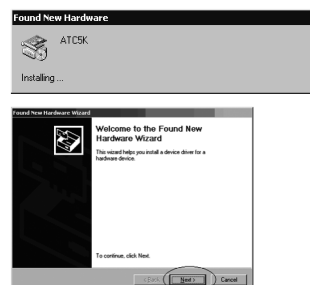 Found New Hardware
ATC5K
Installing ...
Found New Hardware Wizard
Welcome to the Found New
Hardware Wizard
This wizard helps you install a device driver for a
hardware device.
To continue, click Next.
< Back Next > Cancel